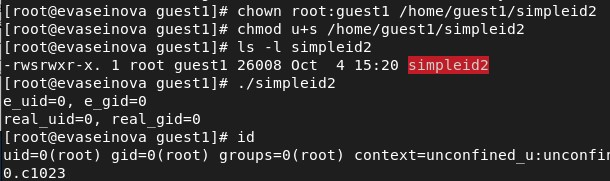 [root@evaseinova guest1]# chown root:guest1 /home/guest1/simpleid2
[root@evaseinova guest1]# chmod u+s /home/guest1/simpleid2
[root@evaseinova guest1]# ls -l simpleid2
-rwsrwxr-x. 1 root guest1 26008 Oct  4 15:20 simpleid2
[root@evaseinova guest1]# ./simpleid2
e_uid=0, e_gid=0
real_uid=0, real_gid=0
[root@evaseinova guest1]# id
uid=0(root) gid=0(root) groups=0(root) context=unconfined_u:unconfin
0.c1023